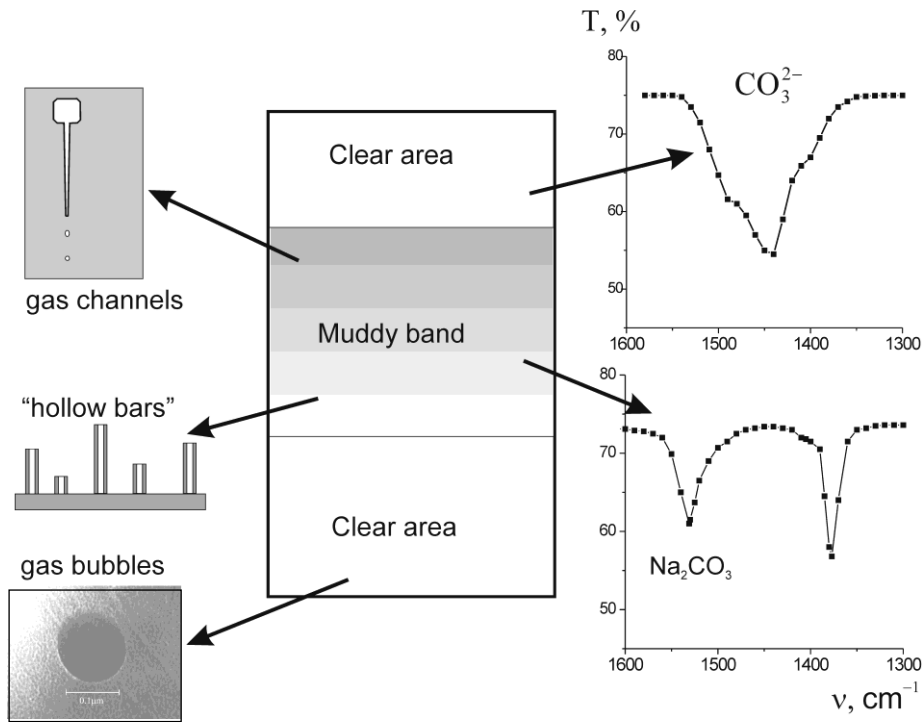 T, %
80
CO₃²⁻
70
60
50
1600 1500 1400 1300
Clear area
gas channels
Muddy band
“hollow bars”
80
70
60
50
Na₂CO₃
1600 1500 1400 1300
ν, cm⁻¹
Clear area
gas bubbles
0.1μm